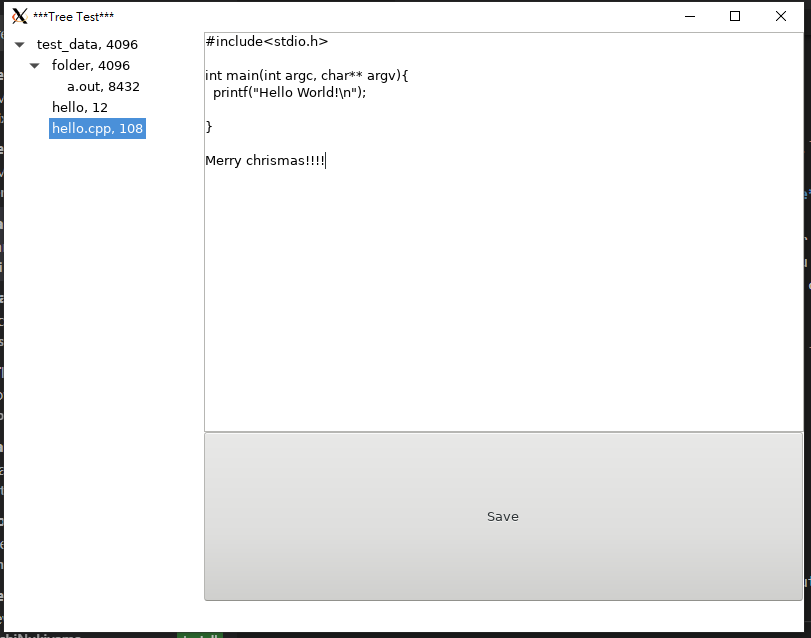 ***Tree Test***
test_data, 4096
folder, 4096
a.out, 8432
hello, 12
hello.cpp, 108
#include<stdio.h>
int main(int argc, char** argv){
printf("Hello World!\n");
}
Merry chrismas!!!!
Save